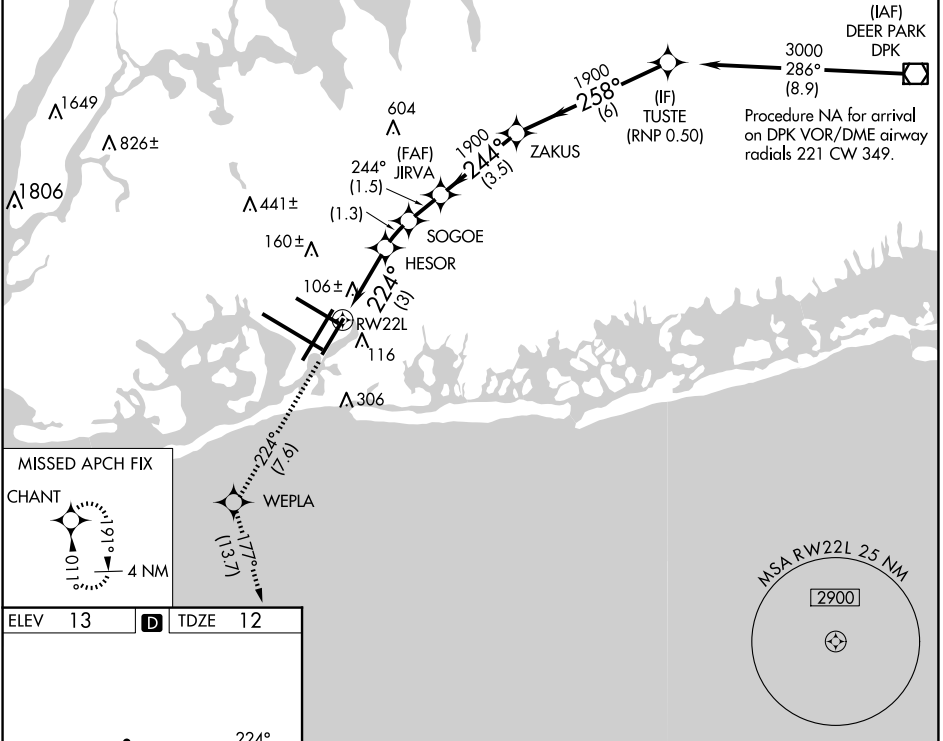 (IAF)
DEER PARK
DPK
3000
286°
(8.9)
1900
258°
(6)
(IF)
TUSTE
(RNP 0.50)
Procedure NA for arrival
on DPK VOR/DME airway
radials 221 CW 349.
1649
826±
1806
604
(FAF)
JIRVA
1900
244°
(3.5)
ZAKUS
244°
(1.5)
441±
(1.3)
SOGOE
160±
HESOR
106±
224°
(3)
RW22L
116
306
224°
(7.6)
WEPLA
177°
(13.7)
MISSED APCH FIX
CHANT
191°
011°
4 NM
MSA RW22L 25 NM
2900
ELEV 13 D TDZE 12
224°